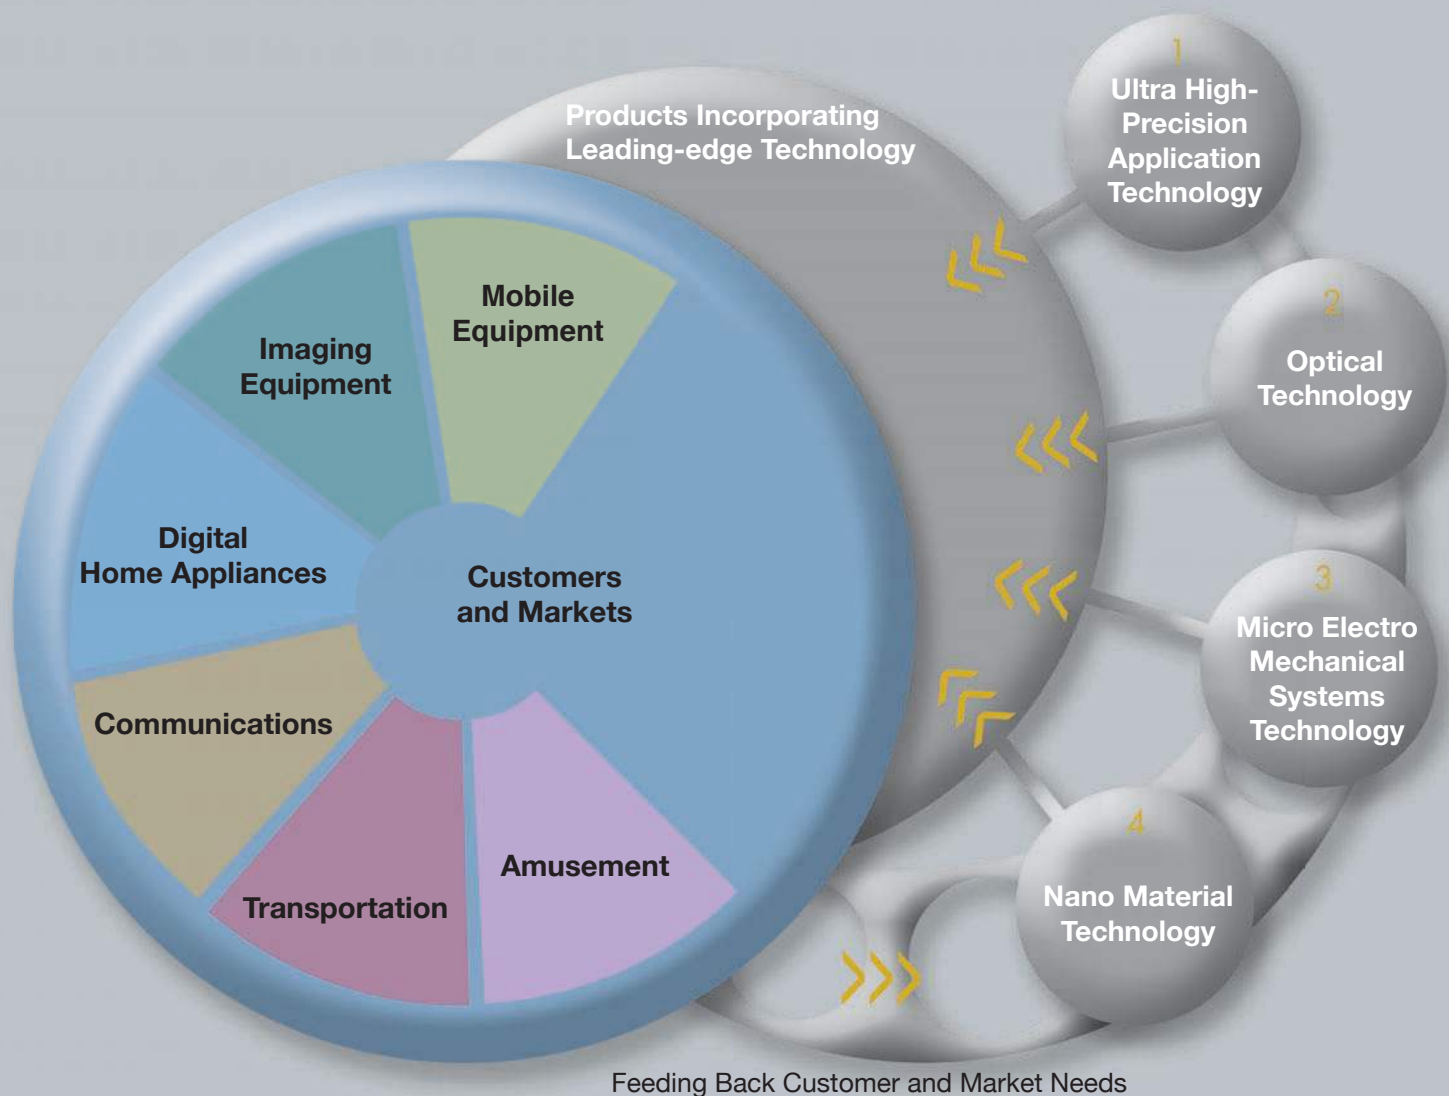 Products Incorporating
Leading-edge Technology
1
Ultra High-
Precision
Application
Technology
2
Optical
Technology
3
Micro Electro
Mechanical
Systems
Technology
4
Nano Material
Technology
Mobile
Equipment
Imaging
Equipment
Digital
Home Appliances
Customers
and Markets
Communications
Transportation
Amusement
Feeding Back Customer and Market Needs